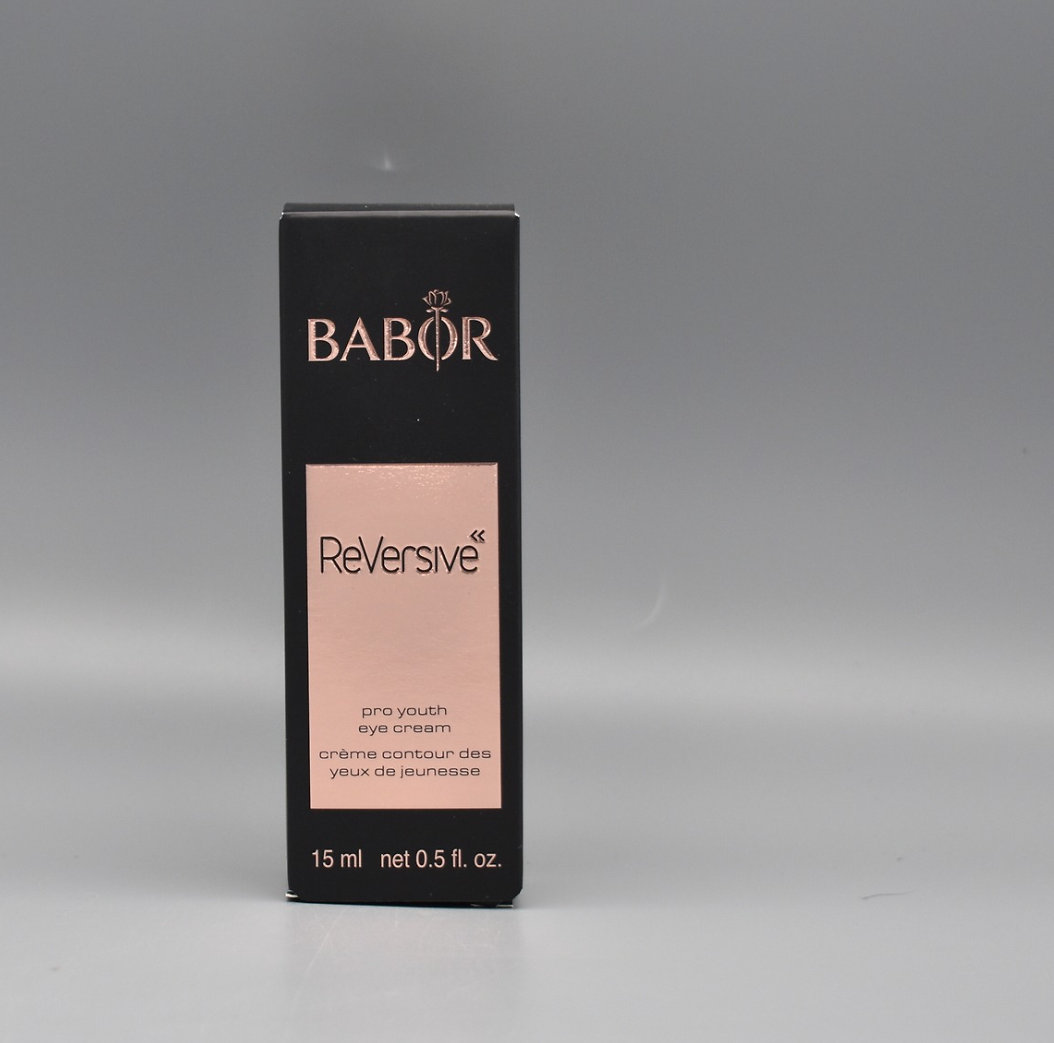 BABOR
ReVersive«
pro youth
eye cream
crème contour des
yeux de jeunesse
15 ml net 0.5 fl. oz.